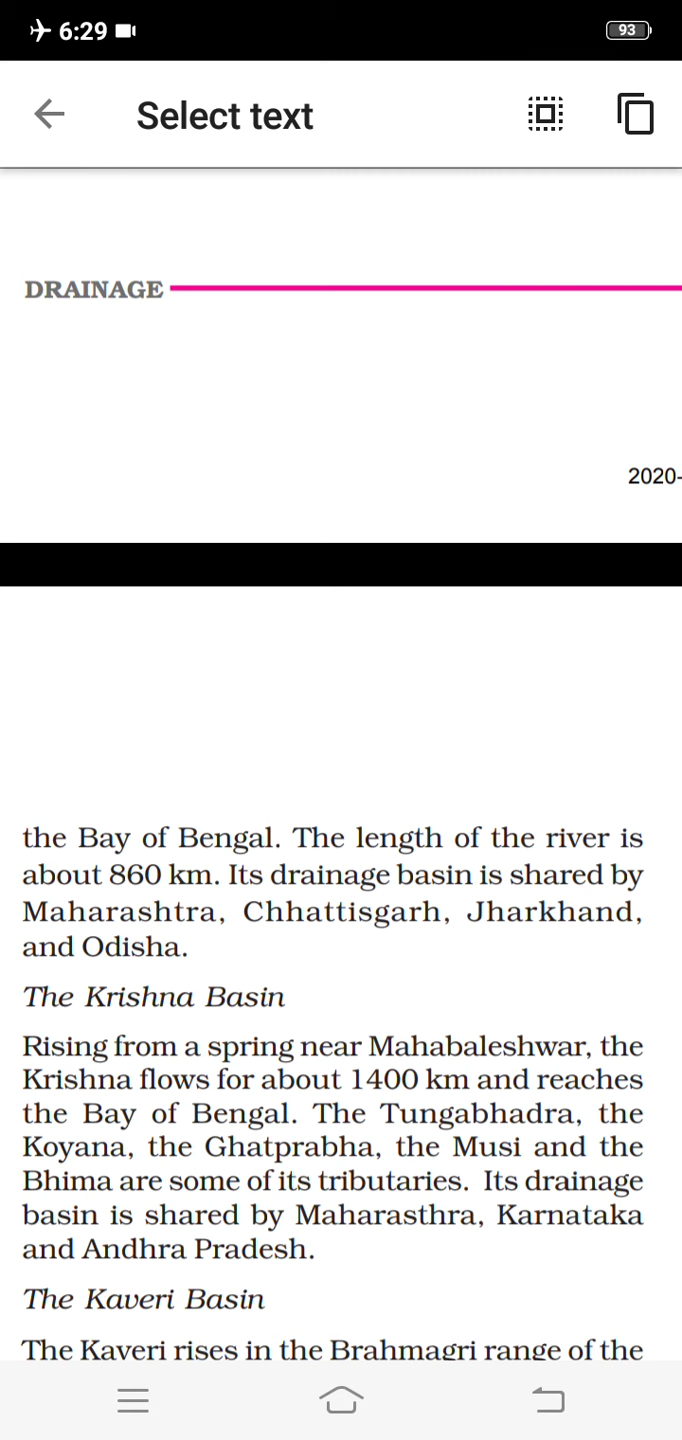 6:29
93
Select text
DRAINAGE
2020-
the Bay of Bengal. The length of the river is
about 860 km. Its drainage basin is shared by
Maharashtra, Chhattisgarh, Jharkhand,
and Odisha.
The Krishna Basin
Rising from a spring near Mahabaleshwar, the
Krishna flows for about 1400 km and reaches
the Bay of Bengal. The Tungabhadra, the
Koyana, the Ghatprabha, the Musi and the
Bhima are some of its tributaries. Its drainage
basin is shared by Maharasthra, Karnataka
and Andhra Pradesh.
The Kaveri Basin
The Kaveri rises in the Brahmagri range of the